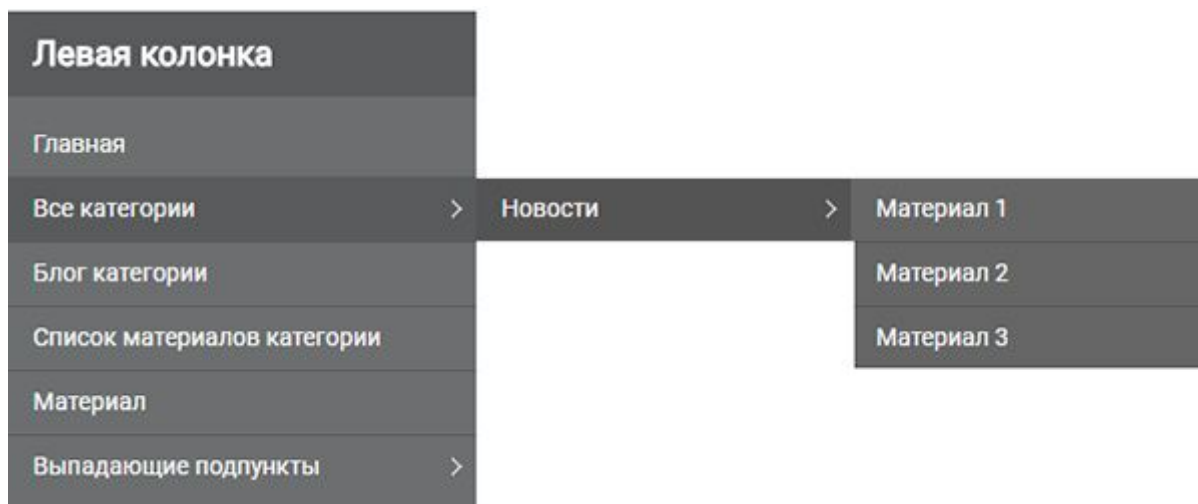 Левая колонка
Главная
Все категории
Новости
Материал 1
Блог категории
Материал 2
Список материалов категории
Материал 3
Материал
Выпадающие подпункты